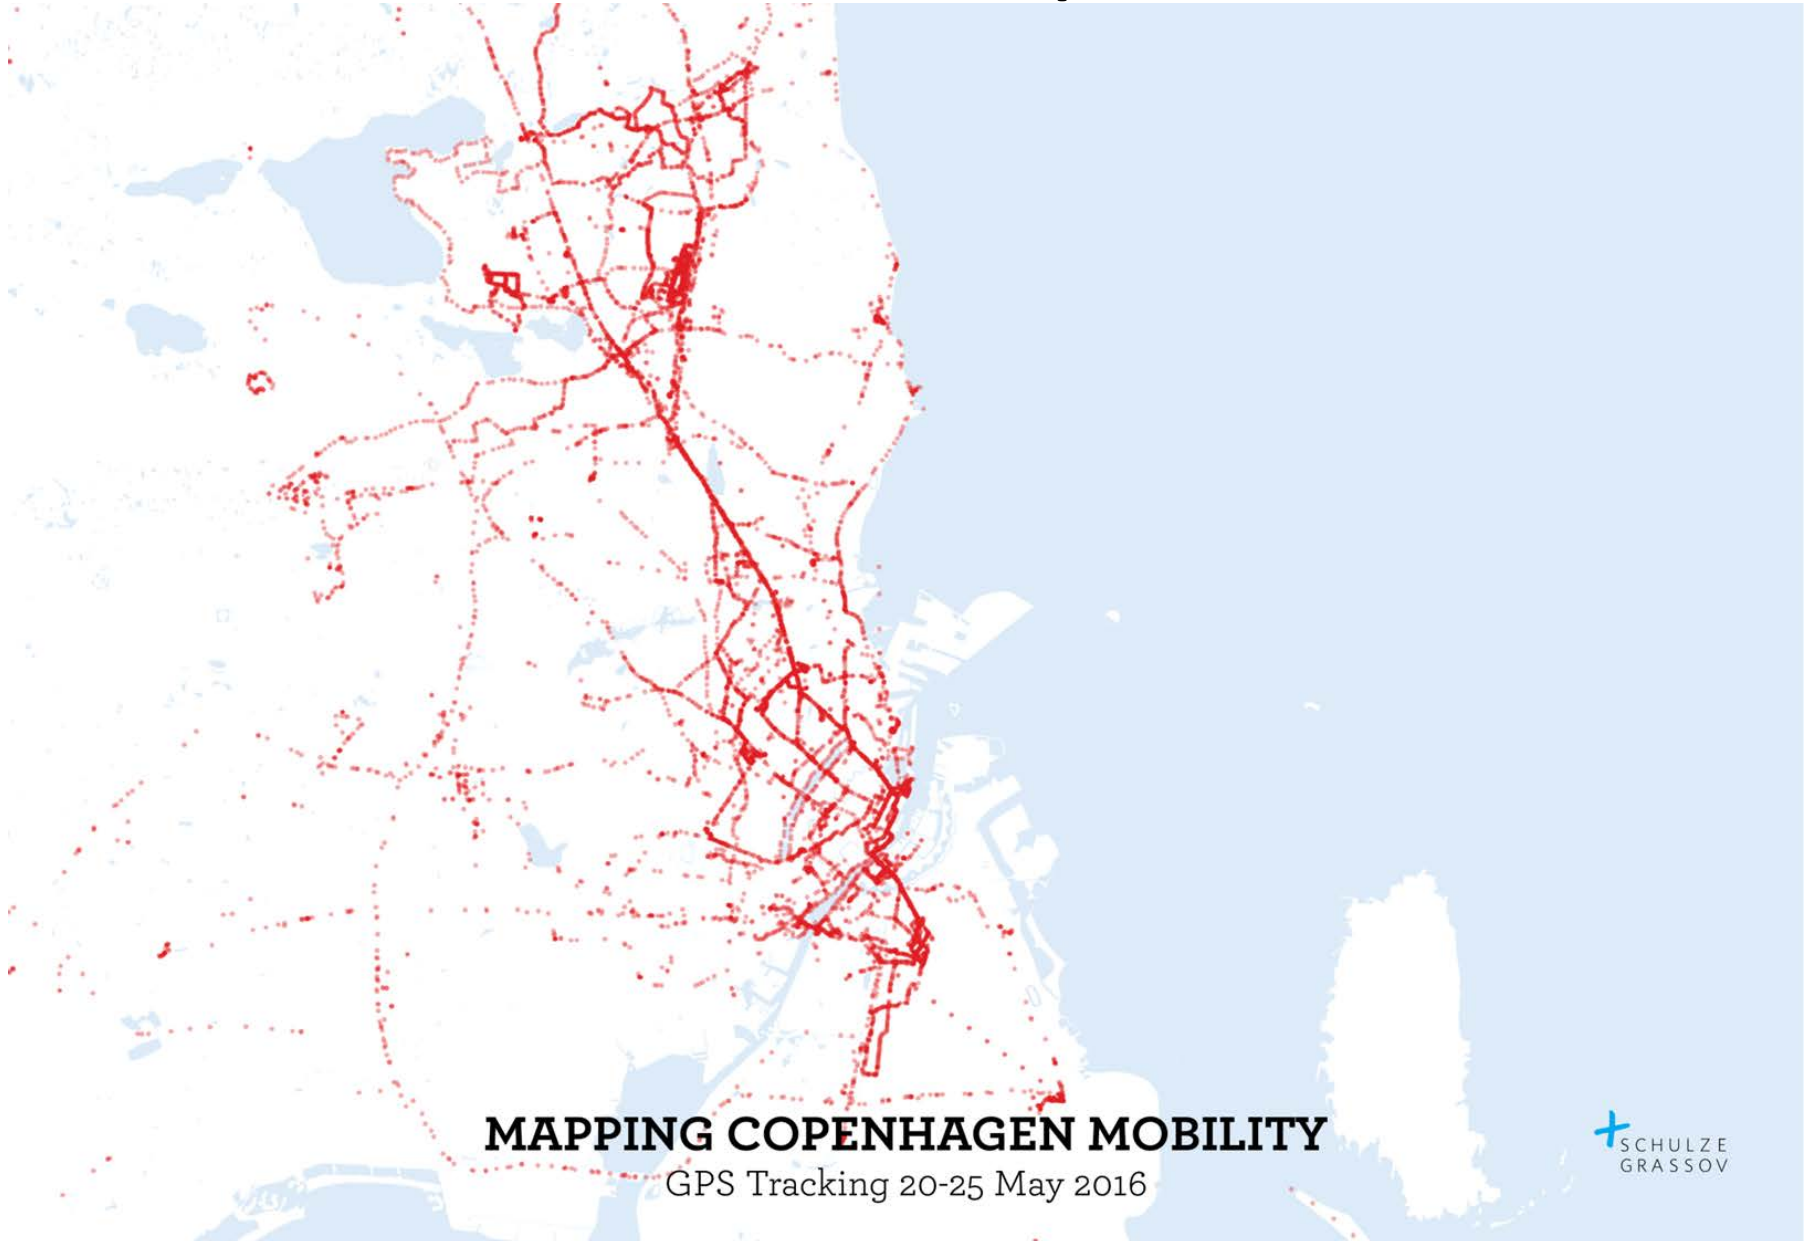 MAPPING COPENHAGEN MOBILITY
GPS Tracking 20-25 May 2016
SCHULZE
GRASSOV